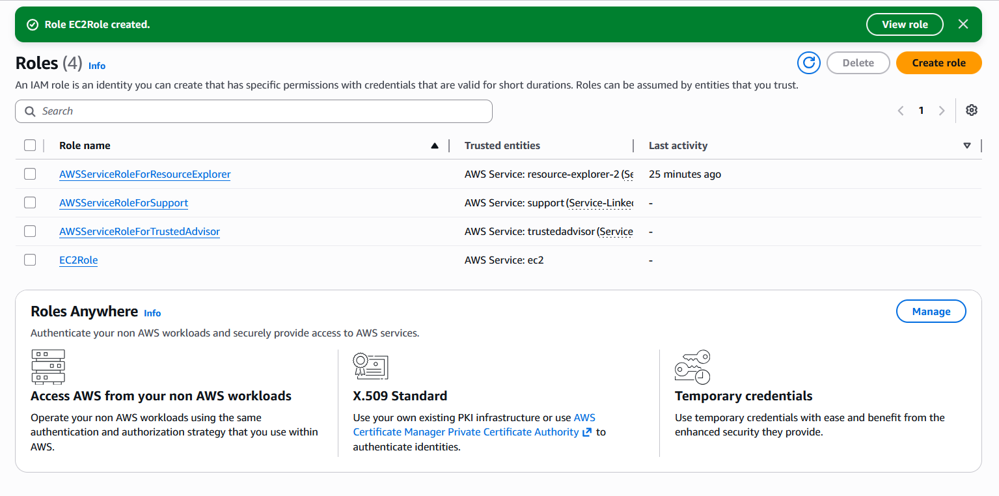 Role EC2Role created.
View role
Roles (4) Info
Delete
Create role
An IAM role is an identity you can create that has specific permissions with credentials that are valid for short durations. Roles can be assumed by entities that you trust.
Search
1
Role name
Trusted entities
Last activity
AWSServiceRoleForResourceExplorer
AWS Service: resource-explorer-2 (Se
25 minutes ago
AWSServiceRoleForSupport
AWS Service: support (Service-Linked
-
AWSServiceRoleForTrustedAdvisor
AWS Service: trustedadvisor (Service
-
EC2Role
AWS Service: ec2
-
Roles Anywhere Info
Manage
Authenticate your non AWS workloads and securely provide access to AWS services.
Access AWS from your non AWS workloads
Operate your non AWS workloads using the same
authentication and authorization strategy that you use within
AWS.
X.509 Standard
Use your own existing PKI infrastructure or use AWS
Certificate Manager Private Certificate Authority to
authenticate identities.
Temporary credentials
Use temporary credentials with ease and benefit from the
enhanced security they provide.